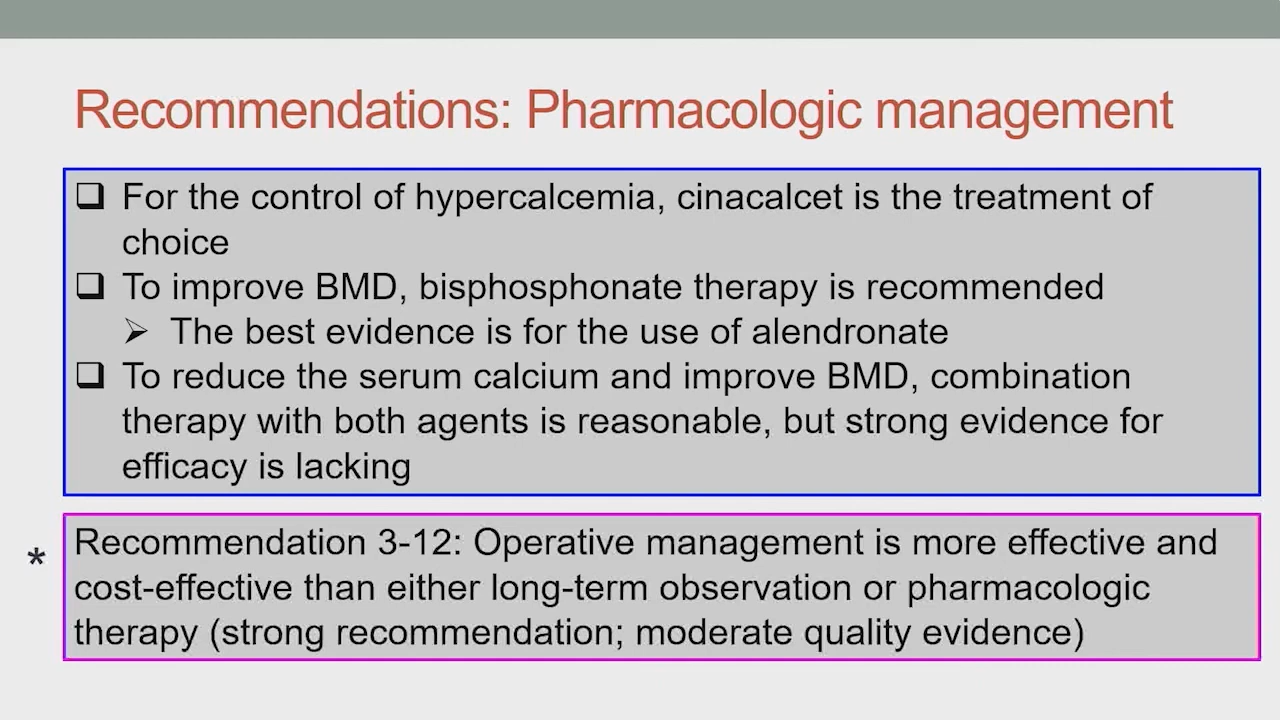 Recommendations: Pharmacologic management
❑ For the control of hypercalcemia, cinacalcet is the treatment of
choice
❑ To improve BMD, bisphosphonate therapy is recommended
➢ The best evidence is for the use of alendronate
❑ To reduce the serum calcium and improve BMD, combination
therapy with both agents is reasonable, but strong evidence for
efficacy is lacking
* Recommendation 3-12: Operative management is more effective and
cost-effective than either long-term observation or pharmacologic
therapy (strong recommendation; moderate quality evidence)